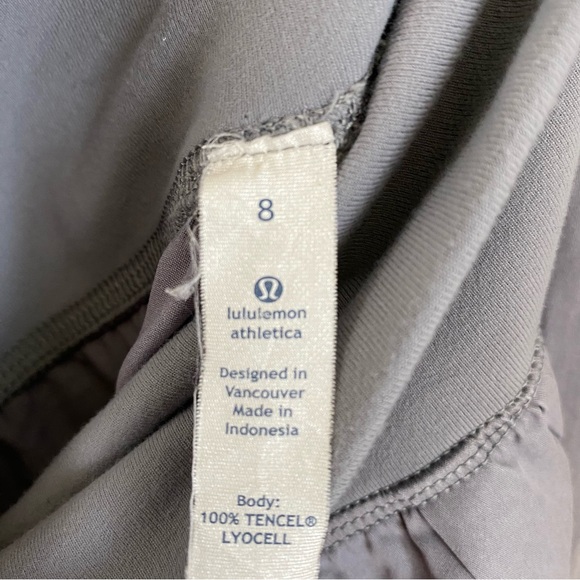 8
lululemon
athletica
Designed in
Vancouver
Made in
Indonesia
Body:
100% TENCEL®
LYOCELL